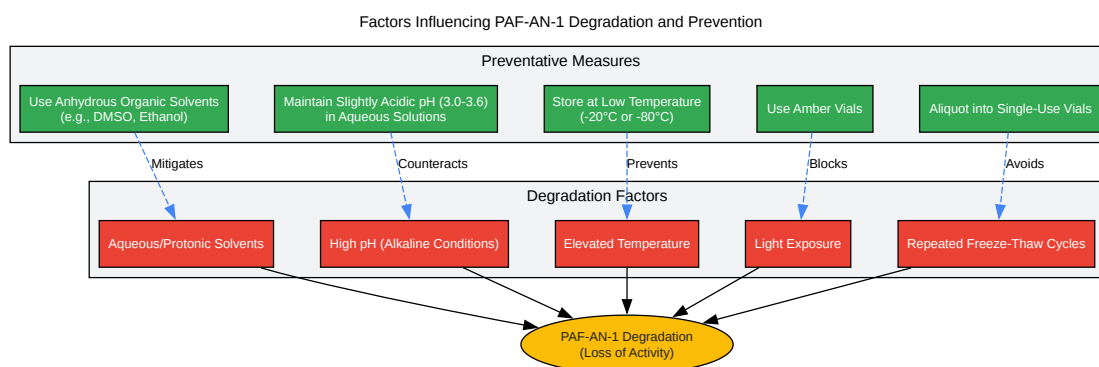 Factors Influencing PAF-AN-1 Degradation and Prevention
Preventative Measures
Use Anhydrous Organic Solvents
(e.g., DMSO, Ethanol)
Maintain Slightly Acidic pH (3.0-3.6)
in Aqueous Solutions
Store at Low Temperature
(-20°C or -80°C)
Use Amber Vials
Aliquot into Single-Use Vials
Mitigates
Counteracts
Prevents
Blocks
Avoids
Degradation Factors
Aqueous/Protonic Solvents
High pH (Alkaline Conditions)
Elevated Temperature
Light Exposure
Repeated Freeze-Thaw Cycles
PAF-AN-1 Degradation
(Loss of Activity)